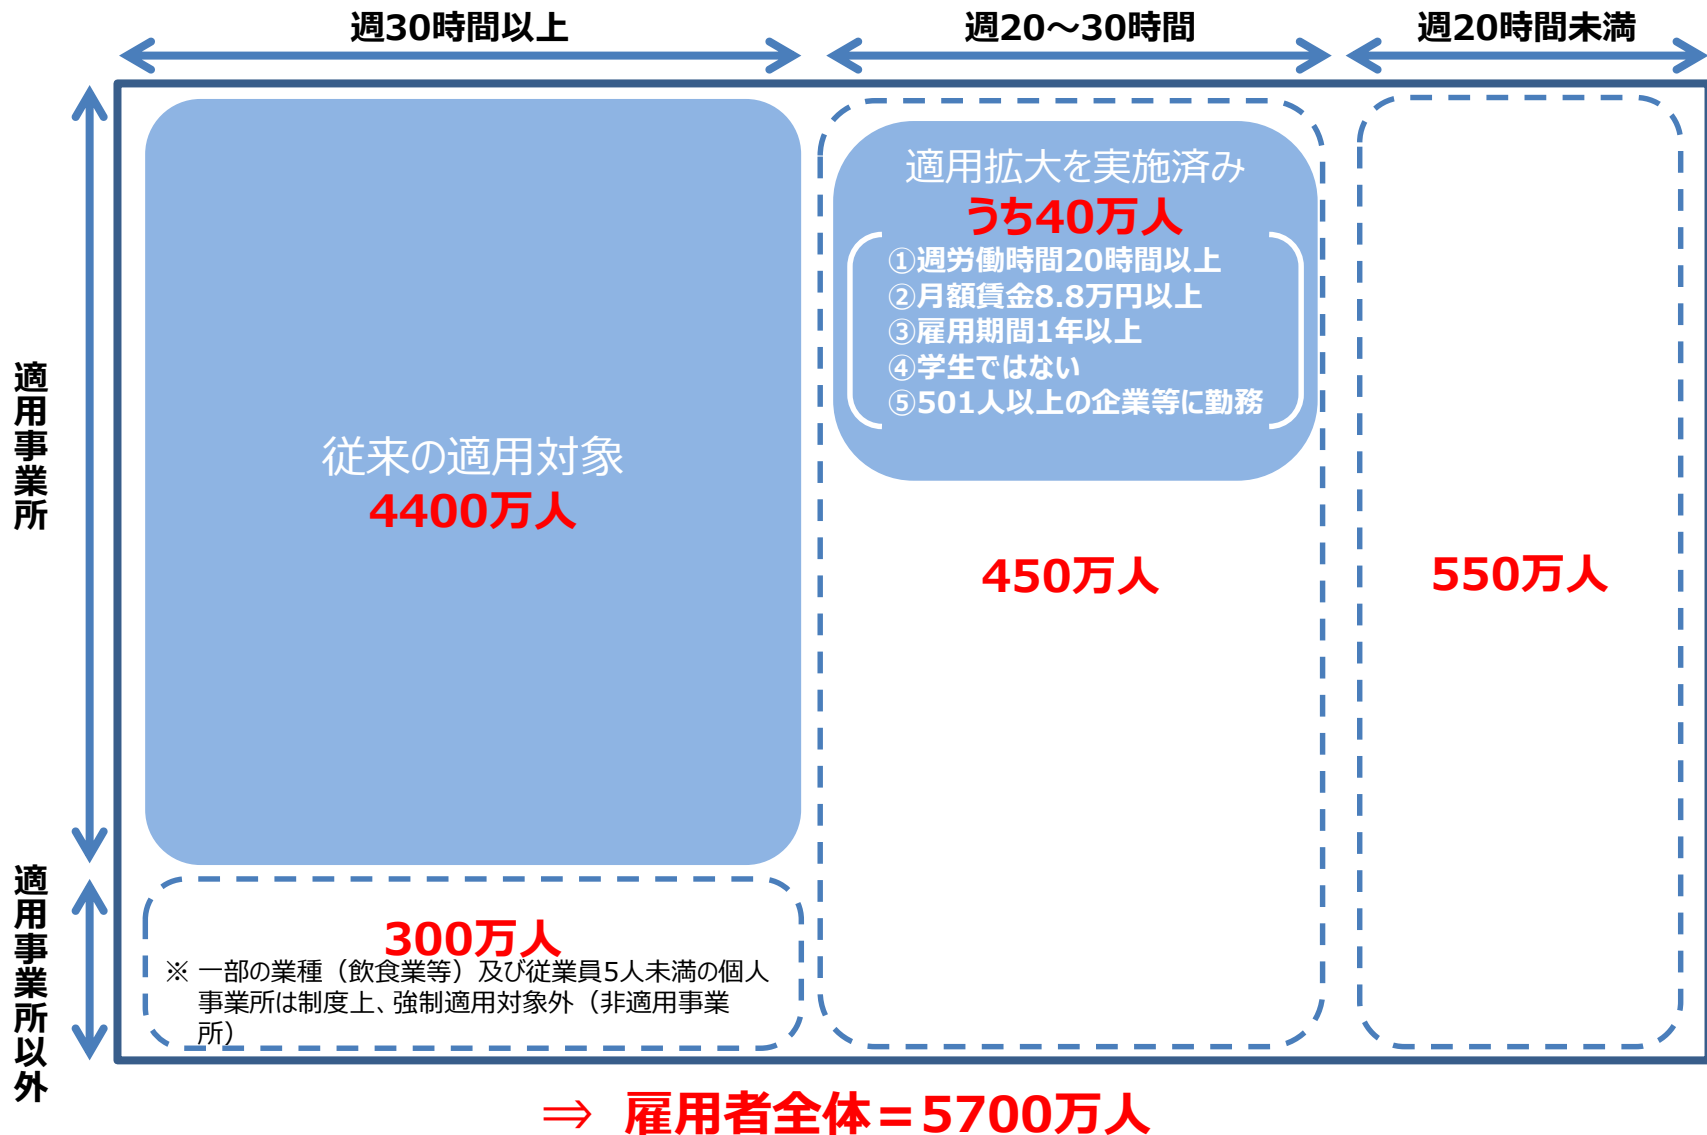 週30時間以上
週20～30時間
週20時間未満
適用事業所
従来の適用対象
4400万人
適用拡大を実施済み
うち40万人
①週労働時間20時間以上
②月額賃金8.8万円以上
③雇用期間1年以上
④学生ではない
⑤501人以上の企業等に勤務
450万人
550万人
適用事業所以外
300万人
※ 一部の業種（飲食業等）及び従業員5人未満の個人
事業所は制度上、強制適用対象外（非適用事業
所）
⇒ 雇用者全体＝5700万人